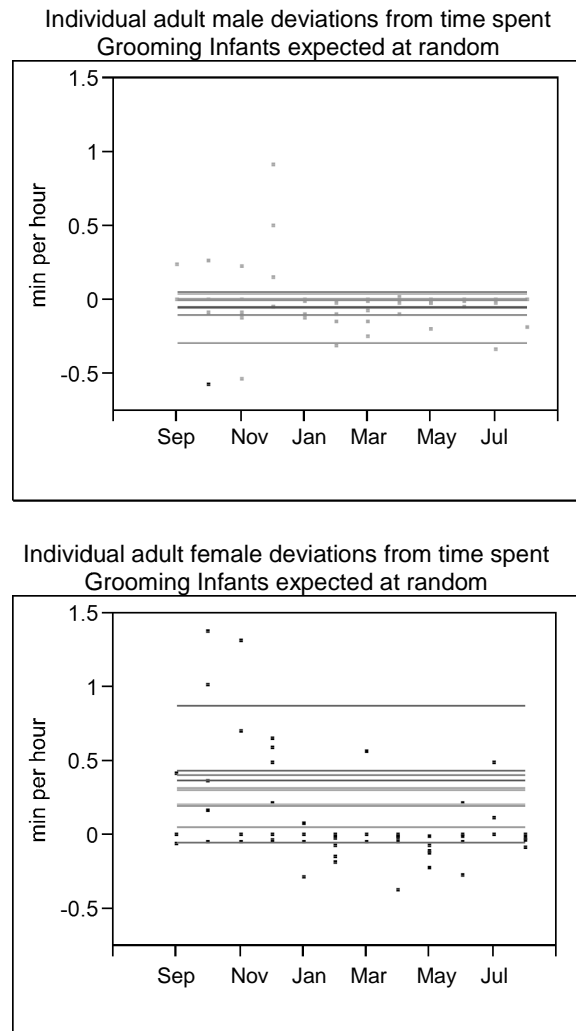 Individual adult male deviations from time spent
Grooming Infants expected at random
1.5
1
0.5
0
-0.5
min per hour
Sep Nov Jan Mar May Jul
Individual adult female deviations from time spent
Grooming Infants expected at random
1.5
1
0.5
0
-0.5
min per hour
Sep Nov Jan Mar May Jul